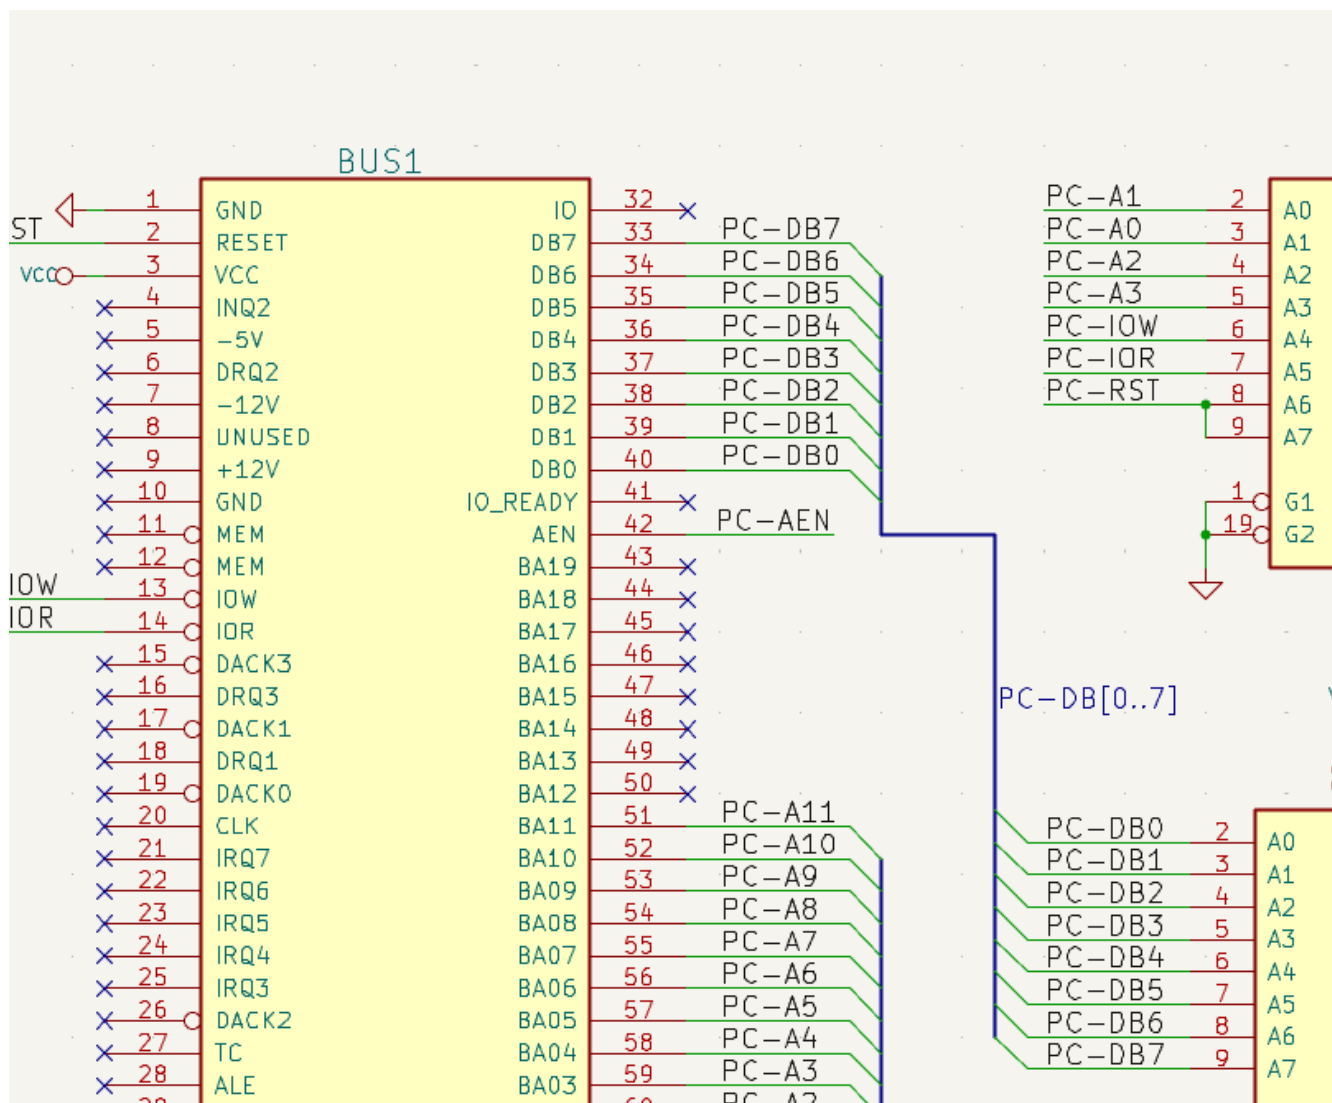 BUS1
1 GND IO 32
ST 2 RESET DB7 33 PC-DB7
VCC 3 VCC DB6 34 PC-DB6
4 INQ2 DB5 35 PC-DB5
5 -5V DB4 36 PC-DB4
6 DRQ2 DB3 37 PC-DB3
7 -12V DB2 38 PC-DB2
8 UNUSED DB1 39 PC-DB1
9 +12V DB0 40 PC-DB0
10 GND IO_READY 41
11 MEM AEN 42 PC-AEN
12 MEM BA19 43
IOW 13 IOW BA18 44
IOR 14 IOR BA17 45
15 DACK3 BA16 46
16 DRQ3 BA15 47
17 DACK1 BA14 48
18 DRQ1 BA13 49
19 DACK0 BA12 50
20 CLK BA11 51 PC-A11
21 IRQ7 BA10 52 PC-A10
22 IRQ6 BA09 53 PC-A9
23 IRQ5 BA08 54 PC-A8
24 IRQ4 BA07 55 PC-A7
25 IRQ3 BA06 56 PC-A6
26 DACK2 BA05 57 PC-A5
27 TC BA04 58 PC-A4
28 ALE BA03 59 PC-A3
PC-A1 2 A0
PC-A0 3 A1
PC-A2 4 A2
PC-A3 5 A3
PC-IOW 6 A4
PC-IOR 7 A5
PC-RST 8 A6
9 A7
1 G1
19 G2
PC-DB[0..7]
PC-DB0 2 A0
PC-DB1 3 A1
PC-DB2 4 A2
PC-DB3 5 A3
PC-DB4 6 A4
PC-DB5 7 A5
PC-DB6 8 A6
PC-DB7 9 A7